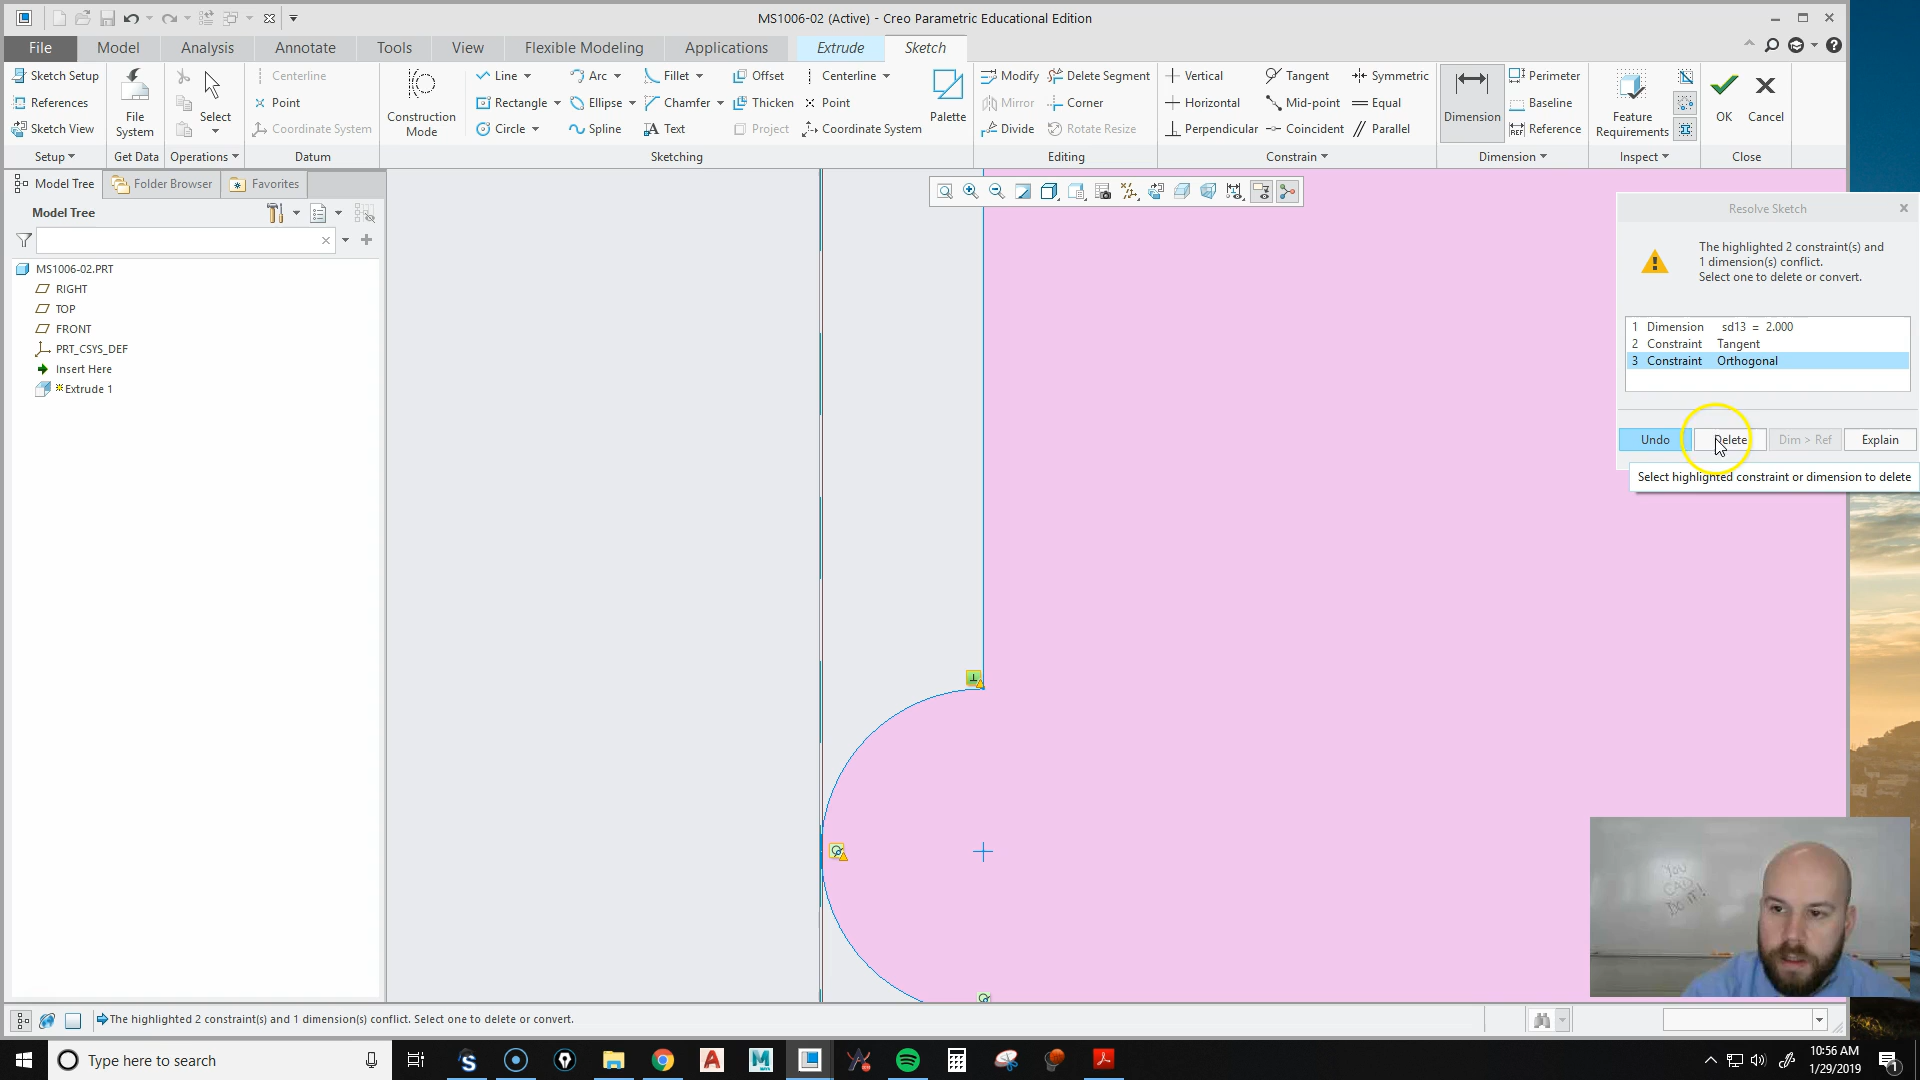 MS1006-02 (Active) - Creo Parametric Educational Edition
File
Model
Analysis
Annotate
Tools
View
Flexible Modeling
Applications
Extrude
Sketch
Sketch Setup
References
Sketch View
Setup
File System
Get Data
Select
Operations
Centerline
Point
Coordinate System
Datum
Construction Mode
Line
Rectangle
Circle
Arc
Ellipse
Spline
Fillet
Chamfer
Text
Offset
Thicken
Project
Centerline
Point
Coordinate System
Palette
Sketching
Modify
Mirror
Divide
Delete Segment
Corner
Rotate Resize
Editing
Vertical
Horizontal
Perpendicular
Tangent
Mid-point
Coincident
Symmetric
Equal
Parallel
Constrain
Dimension
Perimeter
Baseline
Reference
Dimension
Feature Requirements
Inspect
OK
Cancel
Close
Model Tree
Folder Browser
Favorites
Model Tree
MS1006-02.PRT
RIGHT
TOP
FRONT
PRT_CSYS_DEF
Insert Here
Extrude 1
Resolve Sketch
The highlighted 2 constraint(s) and
1 dimension(s) conflict.
Select one to delete or convert.
1 Dimension sd13 = 2.000
2 Constraint Tangent
3 Constraint Orthogonal
Undo
Delete
Dim > Ref
Explain
Select highlighted constraint or dimension to delete
YOU
CAD
DO IT!
The highlighted 2 constraint(s) and 1 dimension(s) conflict. Select one to delete or convert.
Type here to search
10:56 AM
1/29/2019